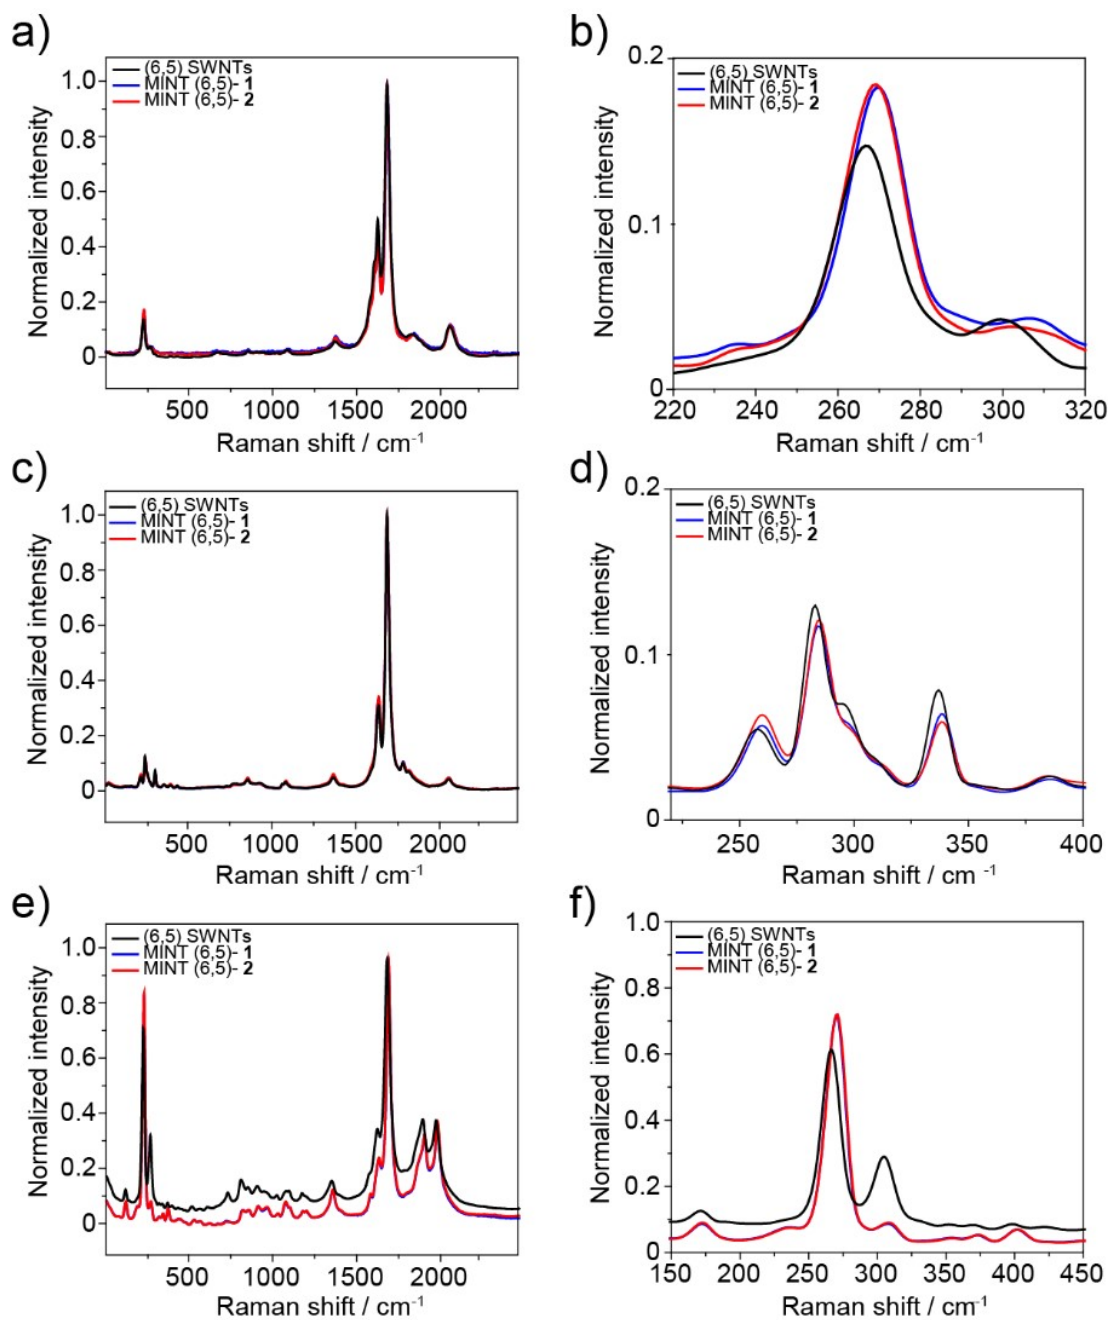 a)
(6,5) SWNTs
MINT (6,5)- 1
MINT (6,5)- 2
1.0
0.8
0.6
0.4
0.2
0
500 1000 1500 2000
Normalized intensity
Raman shift / cm-1
b)
(6,5) SWNTs
MINT (6,5)- 1
MINT (6,5)- 2
0.2
0.1
0
220 240 260 280 300 320
Normalized intensity
Raman shift / cm-1
c)
(6,5) SWNTs
MINT (6,5)- 1
MINT (6,5)- 2
1.0
0.8
0.6
0.4
0.2
0
500 1000 1500 2000
Normalized intensity
Raman shift / cm-1
d)
(6,5) SWNTs
MINT (6,5)- 1
MINT (6,5)- 2
0.2
0.1
0
250 300 350 400
Normalized intensity
Raman shift / cm -1
e)
(6,5) SWNTs
MINT (6,5)- 1
MINT (6,5)- 2
1.0
0.8
0.6
0.4
0.2
0
500 1000 1500 2000
Normalized intensity
Raman shift / cm-1
f)
(6,5) SWNTs
MINT (6,5)- 1
MINT (6,5)- 2
1.0
0.8
0.6
0.4
0.2
0
150 200 250 300 350 400 450
Normalized intensity
Raman shift / cm-1